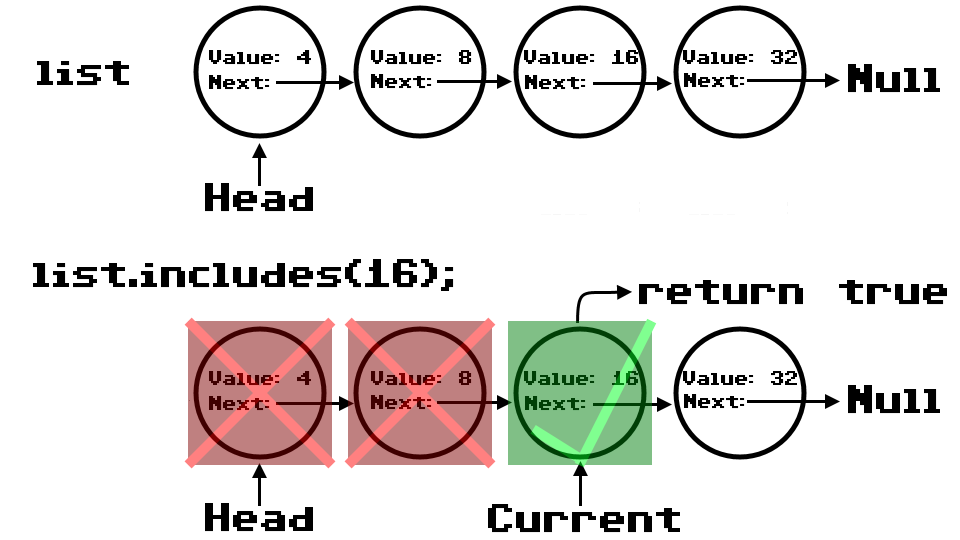 list
Value: 4
Next:
Value: 8
Next:
Value: 16
Next:
Value: 32
Next:
Null
Head
list.includes(16);
return true
Value: 4
Next:
Value: 8
Next:
Value: 16
Next:
Value: 32
Next:
Null
Head
Current